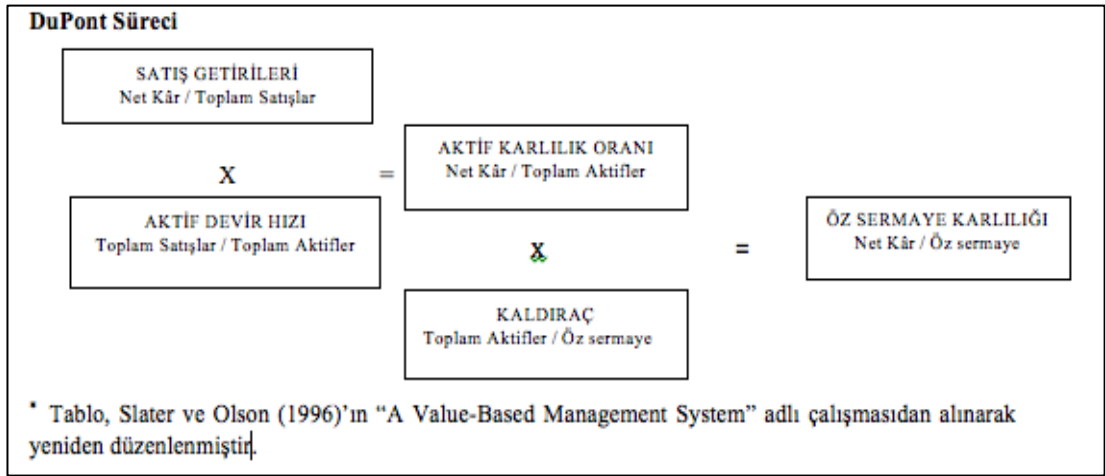 DuPont Süreci
SATIŞ GETİRİLERİ
Net Kâr / Toplam Satışlar
X
=
AKTİF KARLILIK ORANI
Net Kâr / Toplam Aktifler
AKTİF DEVİR HIZI
Toplam Satışlar / Toplam Aktifler
x
=
ÖZ SERMAYE KARLILIĞI
Net Kâr / Öz sermaye
KALDIRAÇ
Toplam Aktifler / Öz sermaye
* Tablo, Slater ve Olson (1996)'ın “A Value-Based Management System” adlı çalışmasıdan alınarak
yeniden düzenlenmiştir.